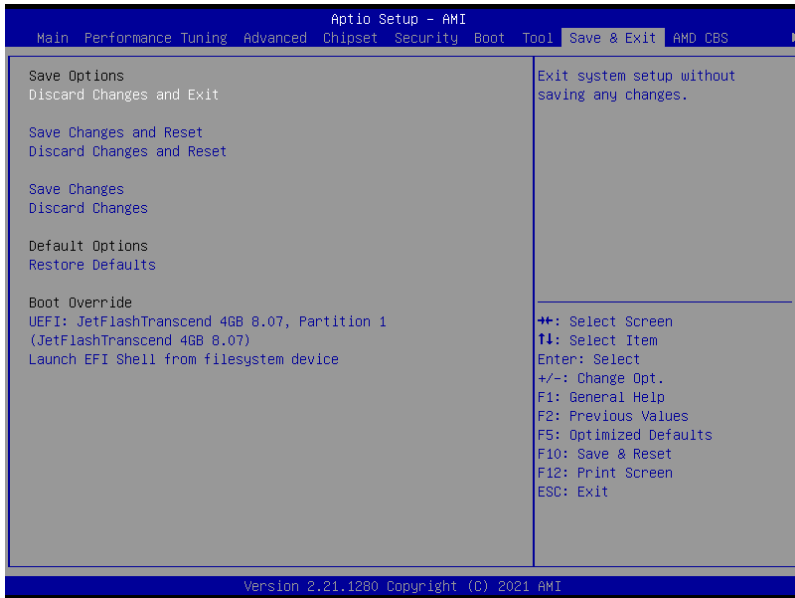 Aptio Setup - AMI
Main Performance Tuning Advanced Chipset Security Boot Tool Save & Exit AMD CBS
Save Options
Discard Changes and Exit
Save Changes and Reset
Discard Changes and Reset
Save Changes
Discard Changes
Default Options
Restore Defaults
Boot Override
UEFI: JetFlashTranscend 4GB 8.07, Partition 1
(JetFlashTranscend 4GB 8.07)
Launch EFI Shell from filesystem device
Exit system setup without
saving any changes.
→←: Select Screen
↑↓: Select Item
Enter: Select
+/-: Change Opt.
F1: General Help
F2: Previous Values
F5: Optimized Defaults
F10: Save & Reset
F12: Print Screen
ESC: Exit
Version 2.21.1280 Copyright (C) 2021 AMI